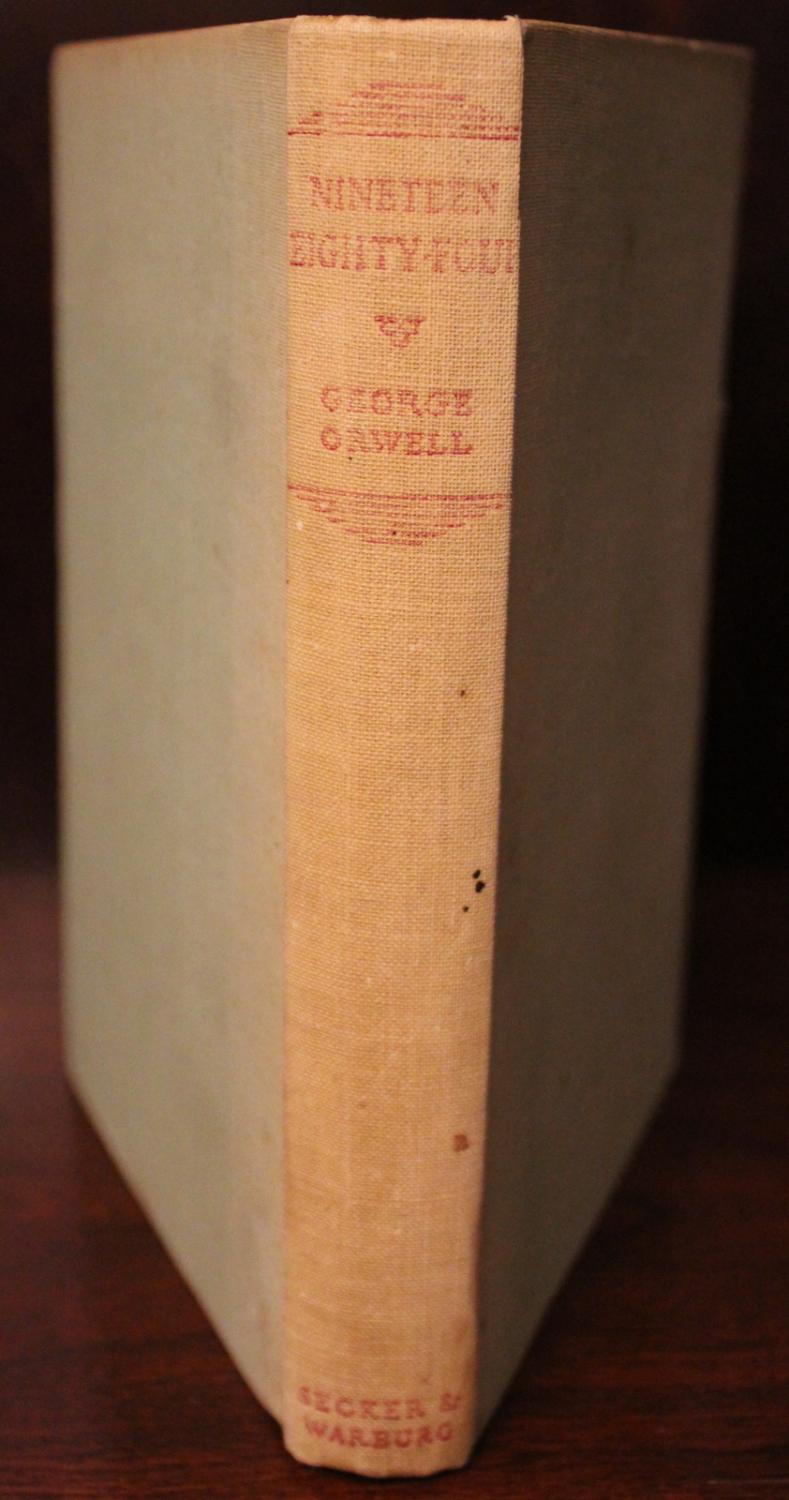 NINETEEN
EIGHTY-FOUR
GEORGE
ORWELL
SECKER &
WARBURG